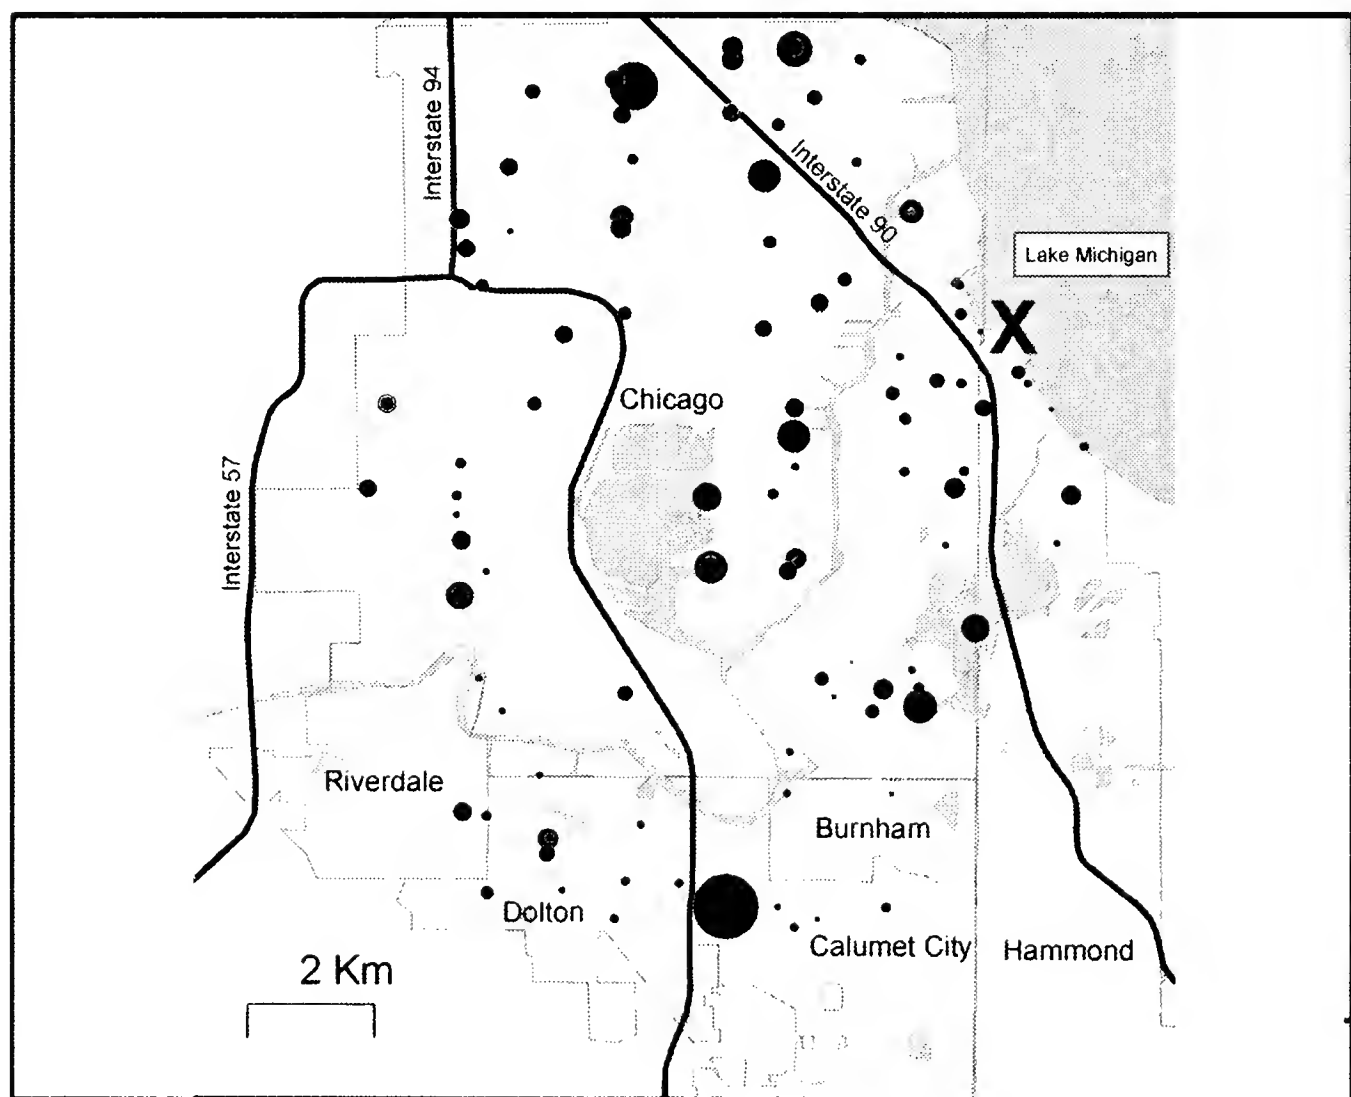 Interstate 94
Interstate 90
Lake Michigan
X
Chicago
Interstate 57
Riverdale
Burnham
Dolton
Calumet City
Hammond
2 Km